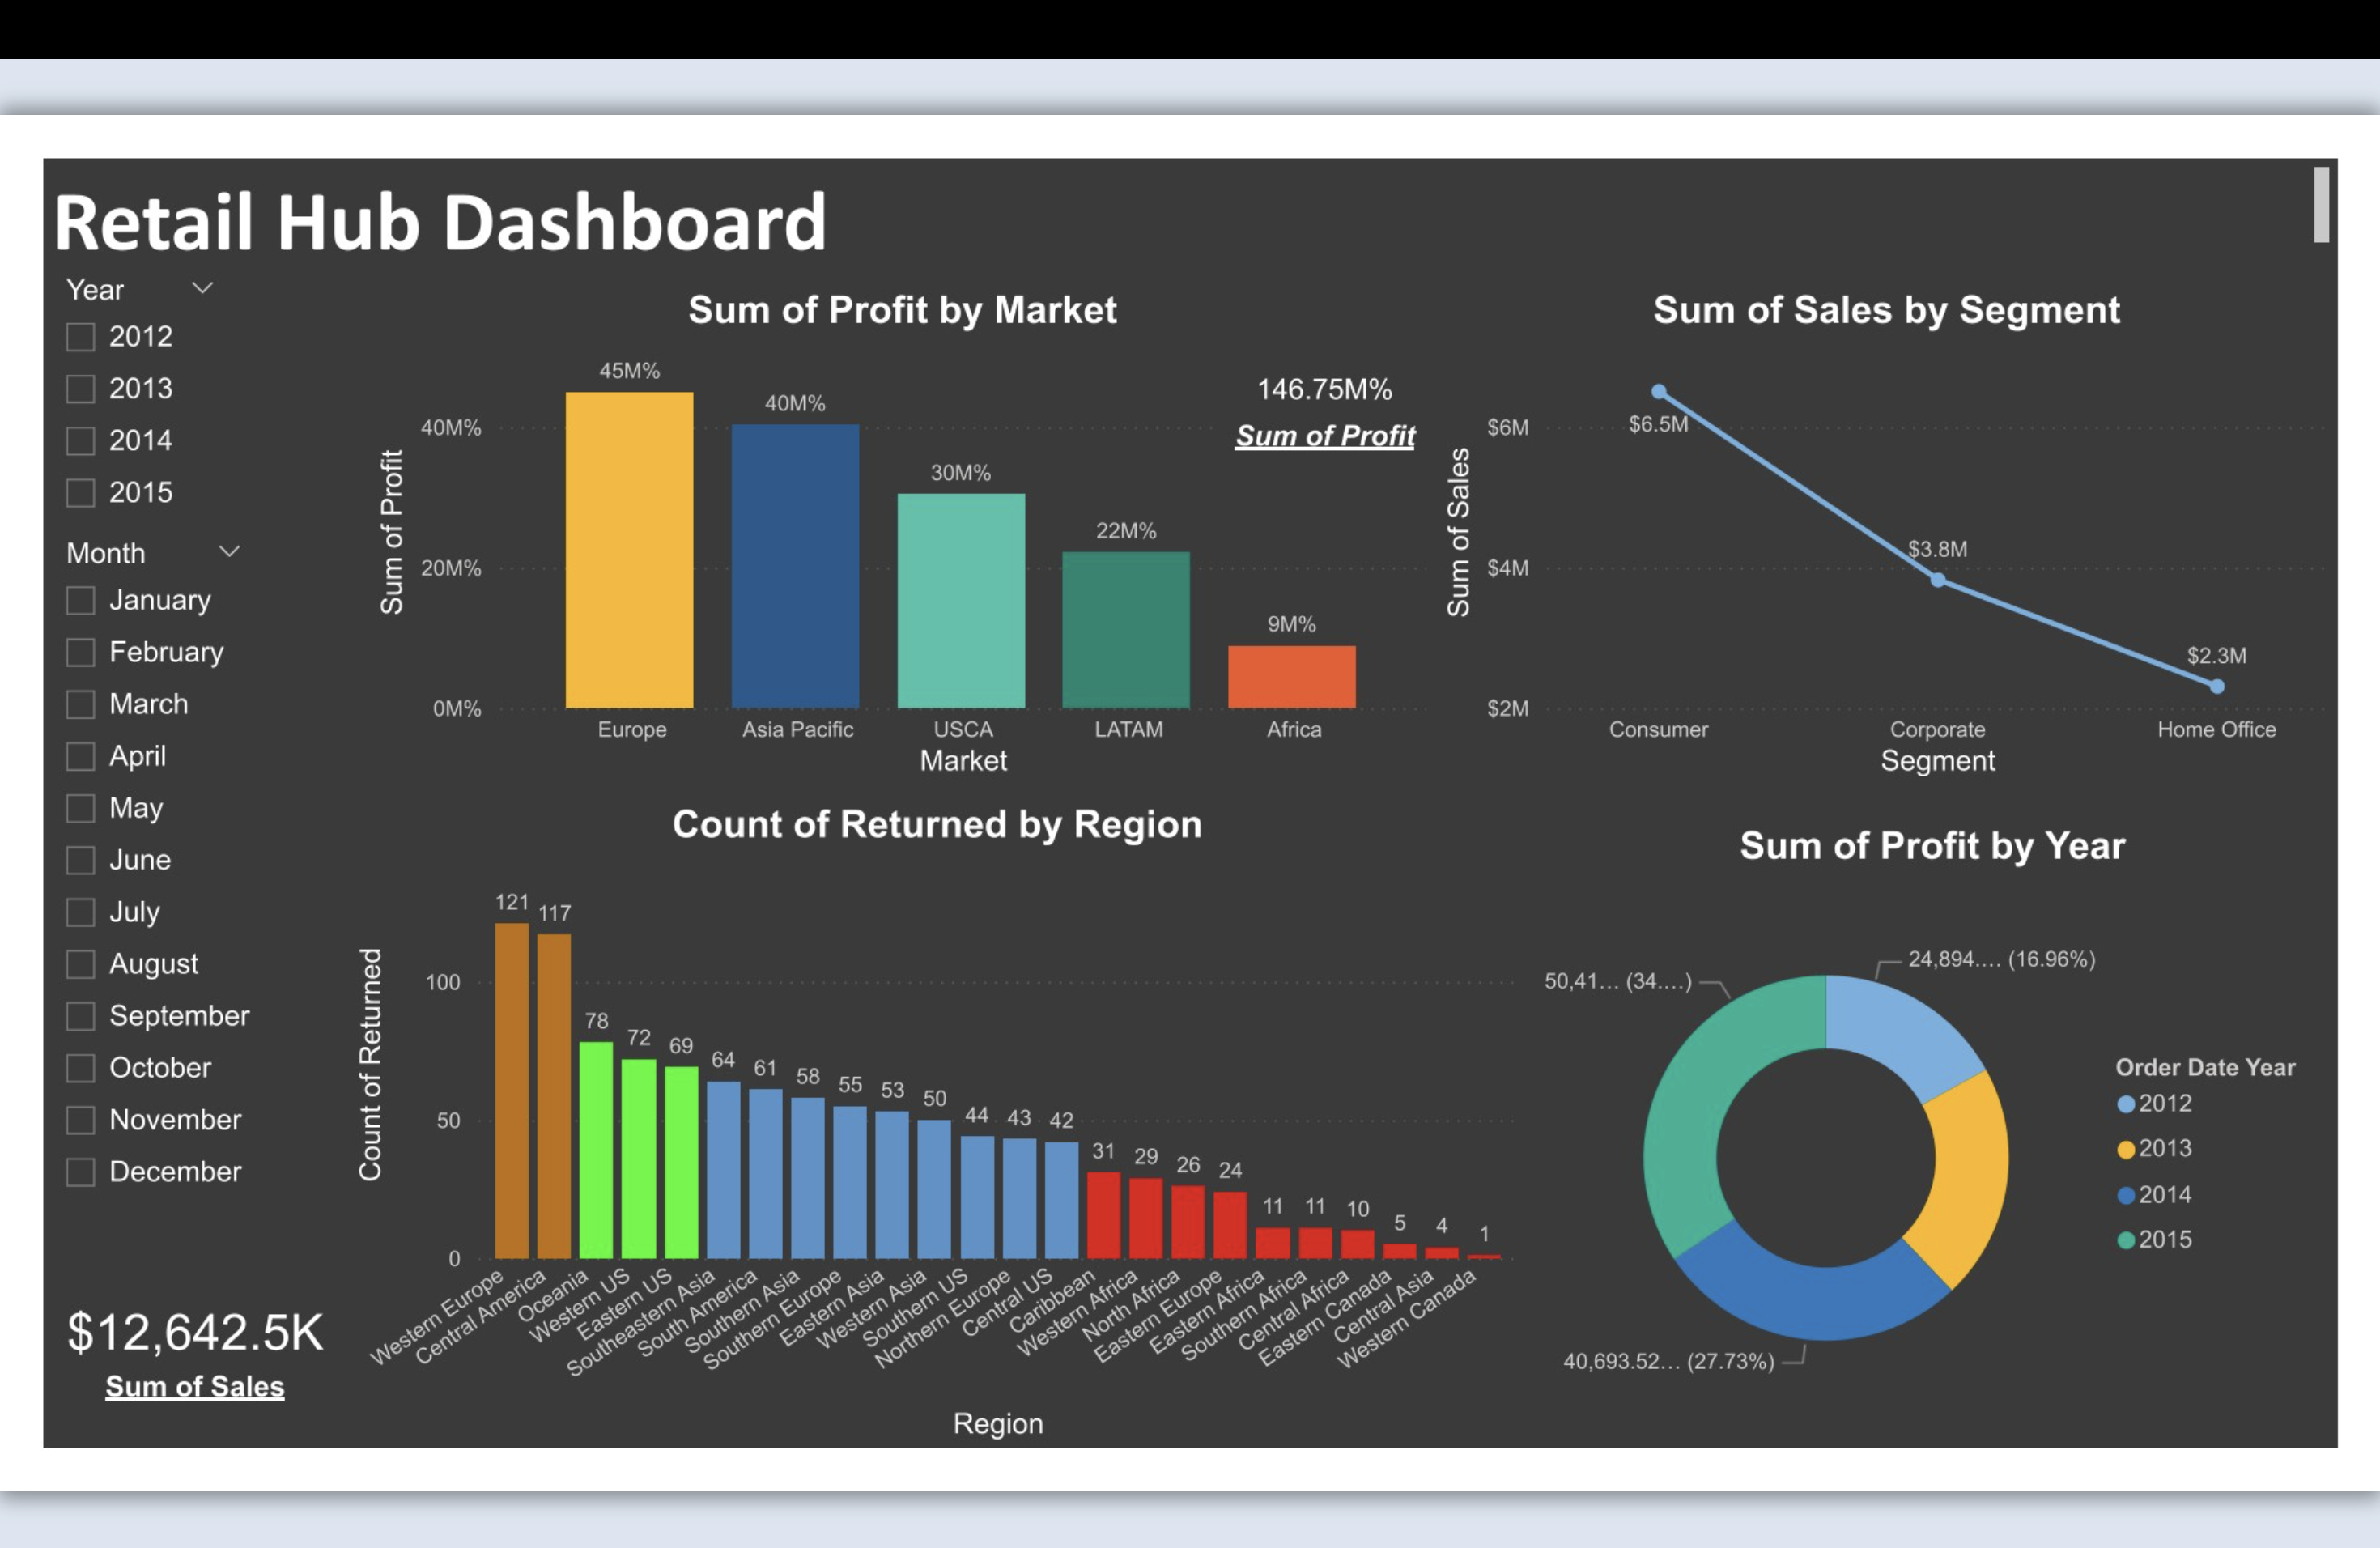 Retail Hub Dashboard
Year
2012
2013
2014
2015
Month
January
February
March
April
May
June
July
August
September
October
November
December
$12,642.5K
Sum of Sales
Sum of Profit by Market
146.75M%
Sum of Profit
Sum of Profit
40M%
20M%
0M%
45M%
40M%
30M%
22M%
9M%
Europe
Asia Pacific
USCA
LATAM
Africa
Market
Sum of Sales by Segment
Sum of Sales
$6M
$4M
$2M
$6.5M
$3.8M
$2.3M
Consumer
Corporate
Home Office
Segment
Count of Returned by Region
Count of Returned
100
50
0
121
117
78
72
69
64
61
58
55
53
50
44
43
42
31
29
26
24
11
11
10
5
4
1
Western Europe
Central America
Oceania
Western US
Eastern US
Southeastern Asia
South America
Southern Asia
Southern Europe
Eastern Asia
Western Asia
Southern US
Northern Europe
Central US
Caribbean
Western Africa
North Africa
Eastern Europe
Eastern Africa
Southern Africa
Central Africa
Eastern Canada
Central Asia
Western Canada
Region
Sum of Profit by Year
24,894.... (16.96%)
50,41... (34....)
40,693.52... (27.73%)
Order Date Year
2012
2013
2014
2015